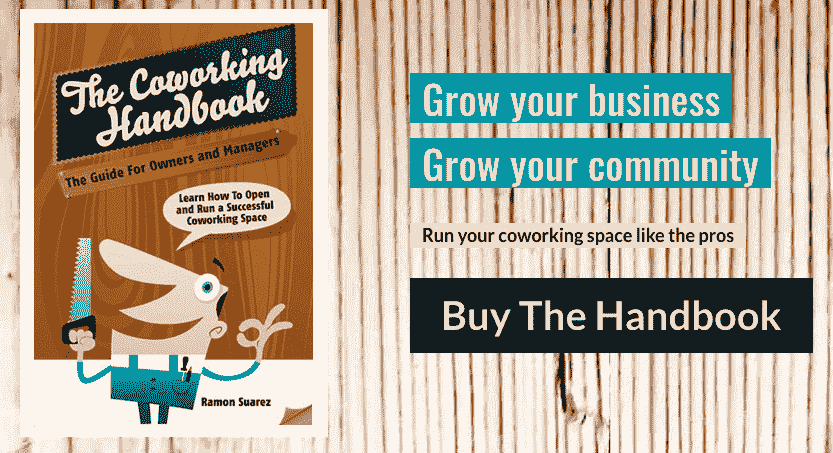 The Coworking
Handbook
The Guide For Owners and Managers
Learn How To Open
and Run a Successful
Coworking Space
Ramon Suarez
Grow your business
Grow your community
Run your coworking space like the pros
Buy The Handbook